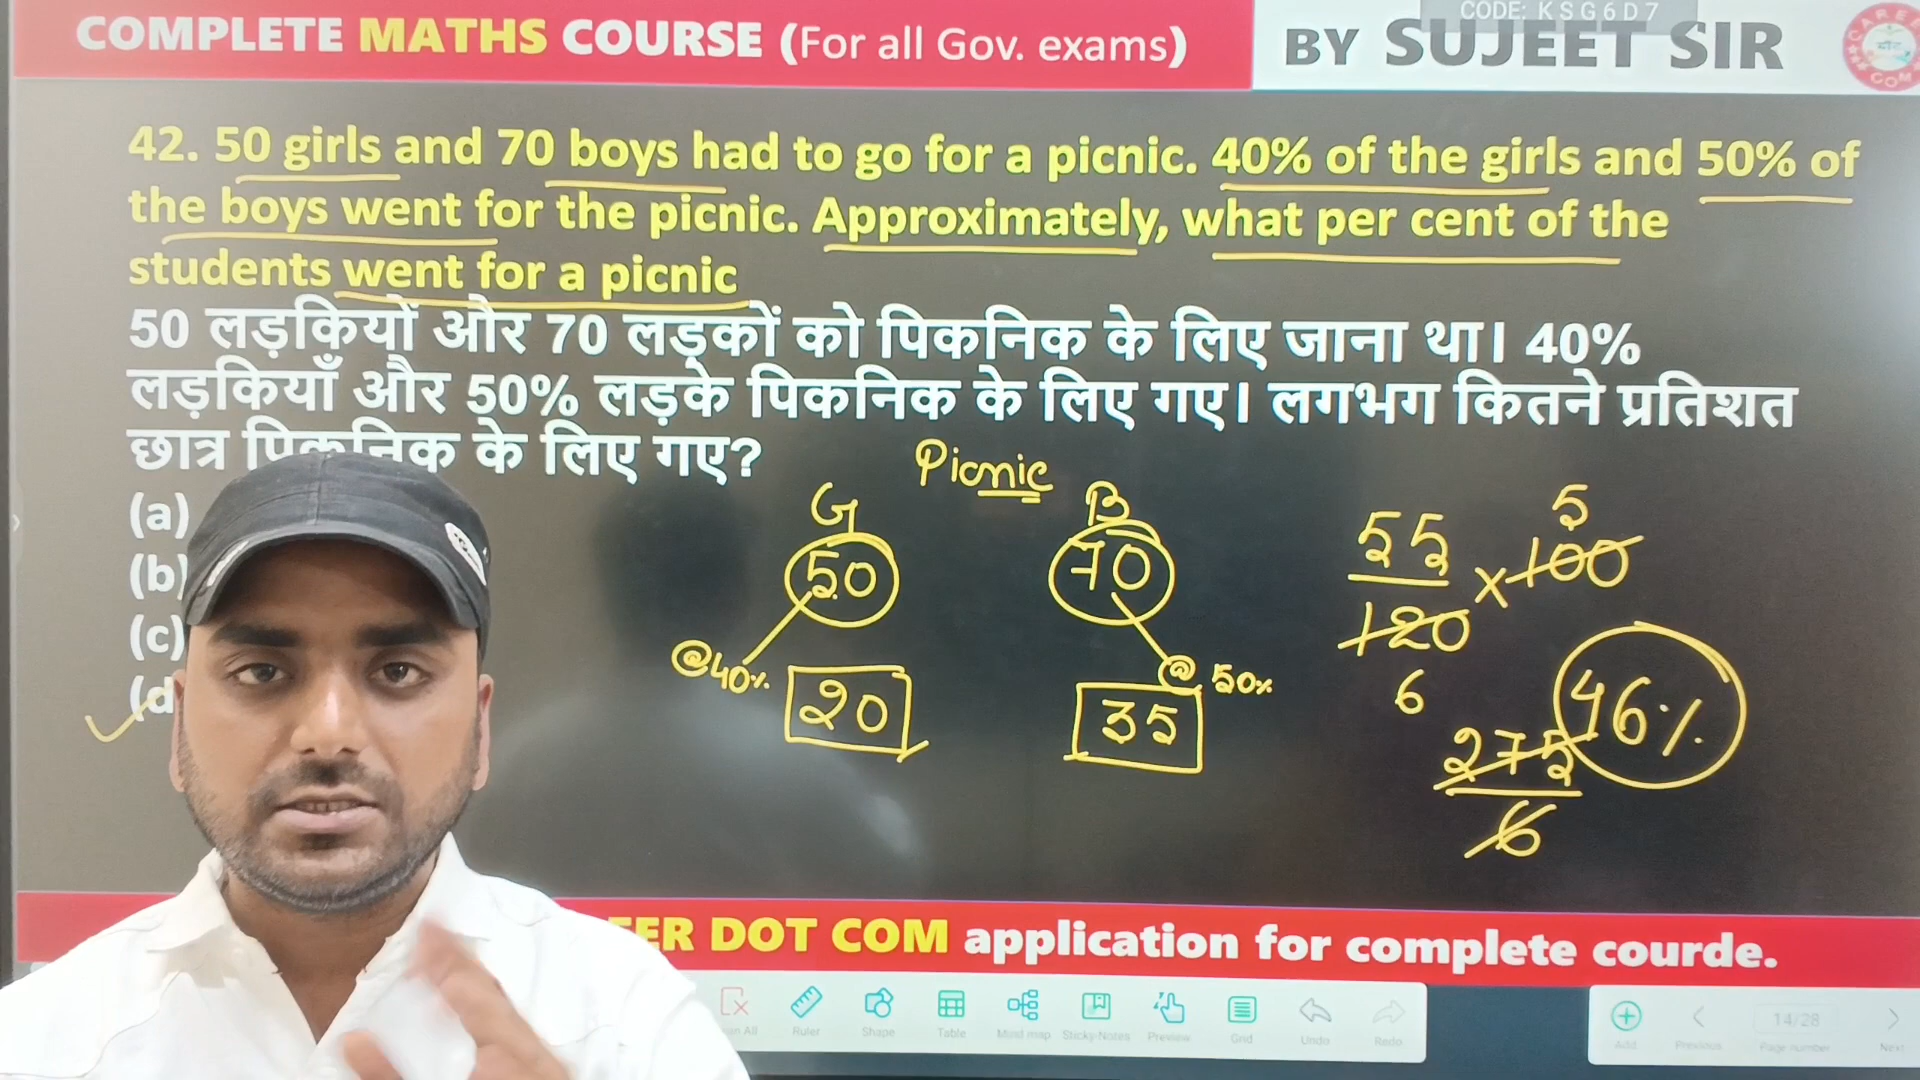 CODE: KSG6D7
COMPLETE MATHS COURSE (For all Gov. exams)
BY SUJEET SIR
42. 50 girls and 70 boys had to go for a picnic. 40% of the girls and 50% of
the boys went for the picnic. Approximately, what per cent of the
students went for a picnic
50 लड़कियों और 70 लड़कों को पिकनिक के लिए जाना था। 40%
लड़कियाँ और 50% लड़के पिकनिक के लिए गए। लगभग कितने प्रतिशत
छात्र पिकनिक के लिए गए?
(a)
(b)
(c)
(d
Picnic
G B
50 70
@40% @ 50%
20 35
55 × 100 5
120
6
275
6
46%
DOT COM application for complete courde.
Ruler Shape Table Mind map Sticky-Notes Preview Grid Undo Redo
Add Previous 14/28 Page number Next